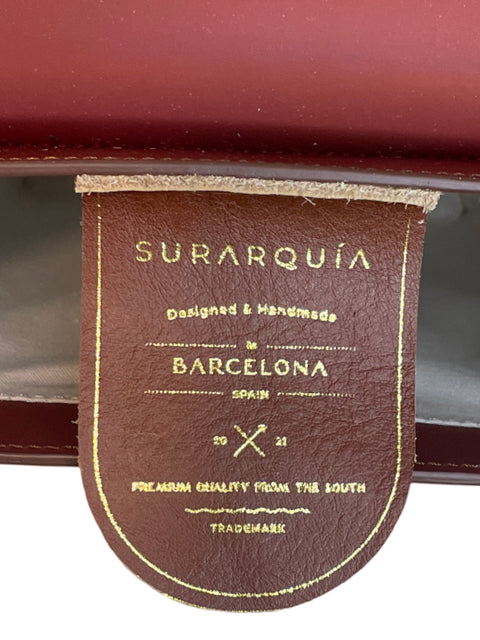 SURARQUÍA
Designed & Handmade
IN
BARCELONA
SPAIN
20 21
PREMIUM QUALITY FROM THE SOUTH
TRADEMARK